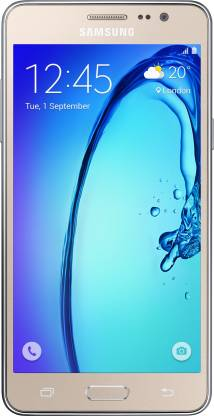 SAMSUNG
12:45
20°
Tue, 1 September
London